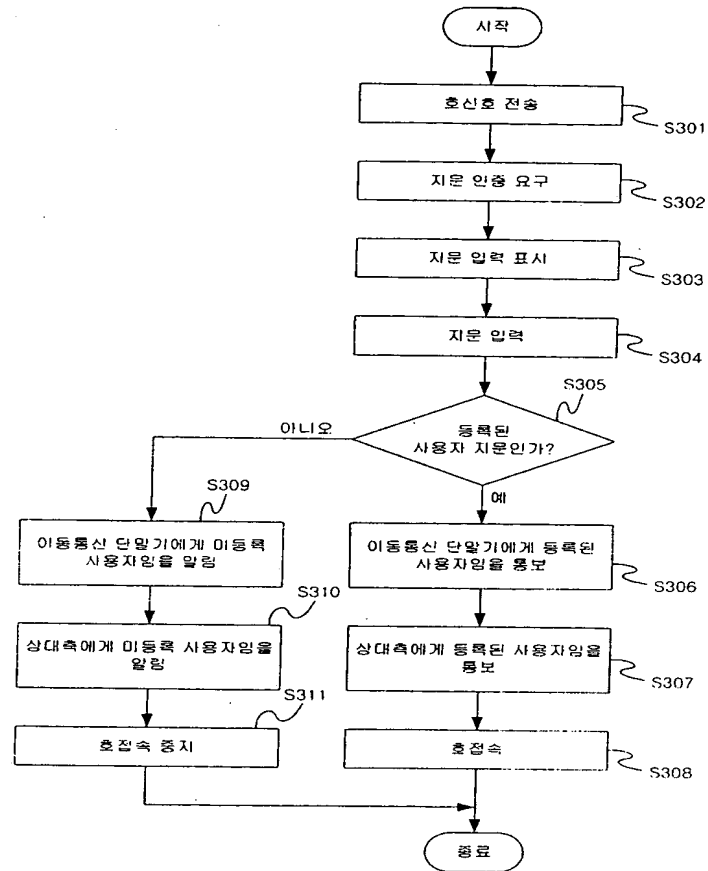 시작
호신호 전송
S301
지문 인증 요구
S302
지문 입력 표시
S303
지문 입력
S304
S305
등록된
사용자 지문인가?
아니오
예
S309
이동통신 단말기에게 미등록
사용자임을 알림
이동통신 단말기에게 등록된
사용자임을 통보
S306
S310
상대측에게 미등록 사용자임을
알림
상대측에게 등록된 사용자임을
통보
S307
S311
호접속 중지
호접속
S308
종료